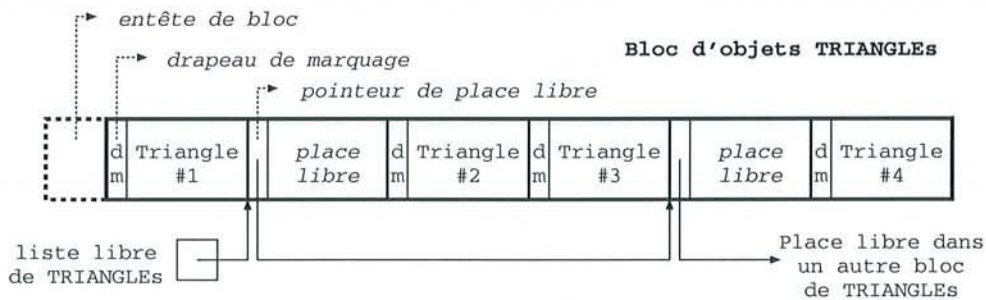 entête de bloc
Bloc d'objets TRIANGLEs
drapeau de marquage
pointeur de place libre
d m
Triangle #1
place libre
d m
Triangle #2
d m
Triangle #3
place libre
d m
Triangle #4
liste libre
de TRIANGLEs
Place libre dans
un autre bloc
de TRIANGLEs